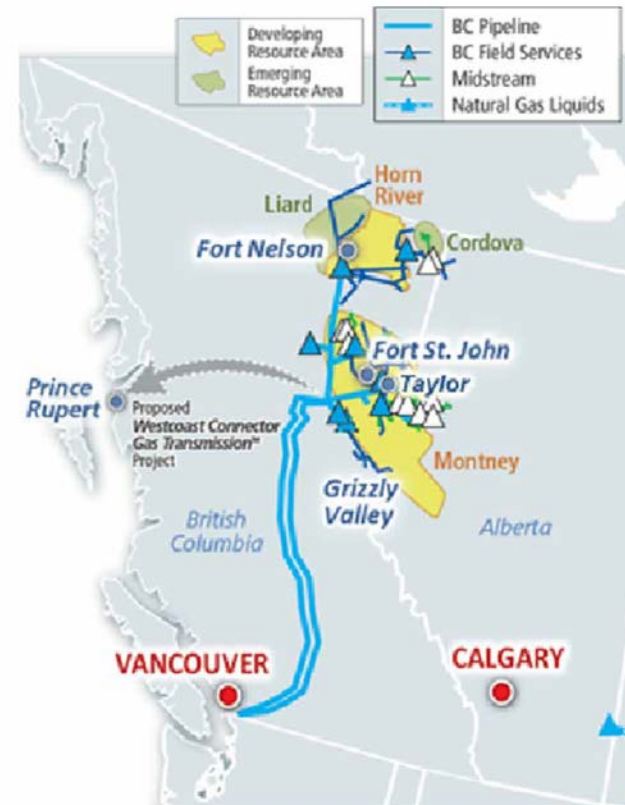 Developing
Resource Area
Emerging
Resource Area
BC Pipeline
BC Field Services
Midstream
Natural Gas Liquids
Horn
River
Liard
Fort Nelson
Cordova
Fort St. John
Taylor
Prince
Rupert
Proposed
Westcoast Connector
Gas Transmission™
Project
Montney
Grizzly
Valley
British
Columbia
Alberta
VANCOUVER
CALGARY